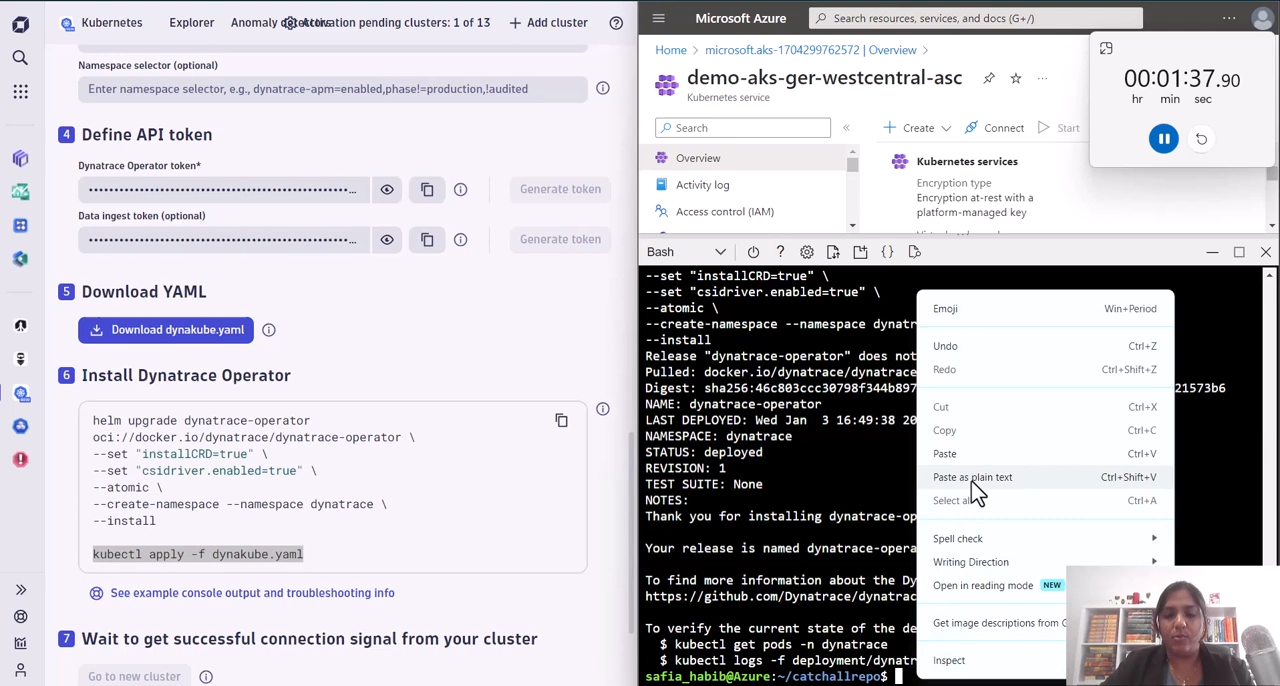 Kubernetes
Explorer
Anomaly detectors
Activation pending clusters: 1 of 13
Add cluster
Namespace selector (optional)
Enter namespace selector, e.g., dynatrace-apm=enabled,phase!=production,!audited
4 Define API token
Dynatrace Operator token*
Generate token
Data ingest token (optional)
Generate token
5 Download YAML
Download dynakube.yaml
6 Install Dynatrace Operator
helm upgrade dynatrace-operator
oci://docker.io/dynatrace/dynatrace-operator \
--set "installCRD=true" \
--set "csidriver.enabled=true" \
--atomic \
--create-namespace --namespace dynatrace \
--install
kubectl apply -f dynakube.yaml
See example console output and troubleshooting info
7 Wait to get successful connection signal from your cluster
Go to new cluster
Microsoft Azure
Search resources, services, and docs (G+/)
Home > microsoft.aks-1704299762572 | Overview >
demo-aks-ger-westcentral-asc
Kubernetes service
Search
Overview
Activity log
Access control (IAM)
Create
Connect
Start
Kubernetes services
Encryption type
Encryption at-rest with a
platform-managed key
00:01:37.90
hr min sec
Bash
--set "installCRD=true" \
--set "csidriver.enabled=true" \
--atomic \
--create-namespace --namespace dynatr
--install
Release "dynatrace-operator" does not
Pulled: docker.io/dynatrace/dynatrace
Digest: sha256:46c803ccc30798f344b897 21573b6
NAME: dynatrace-operator
LAST DEPLOYED: Wed Jan 3 16:49:38 20
NAMESPACE: dynatrace
STATUS: deployed
REVISION: 1
TEST SUITE: None
NOTES:
Thank you for installing dynatrace-op
Your release is named dynatrace-opera
To find more information about the Dy
https://github.com/Dynatrace/dynatrac
To verify the current state of the de
$ kubectl get pods -n dynatrace
$ kubectl logs -f deployment/dynatr
safia_habib@Azure:~/catchallrepo$
Emoji Win+Period
Undo Ctrl+Z
Redo Ctrl+Shift+Z
Cut Ctrl+X
Copy Ctrl+C
Paste Ctrl+V
Paste as plain text Ctrl+Shift+V
Select all Ctrl+A
Spell check
Writing Direction
Open in reading mode NEW
Get image descriptions from G
Inspect